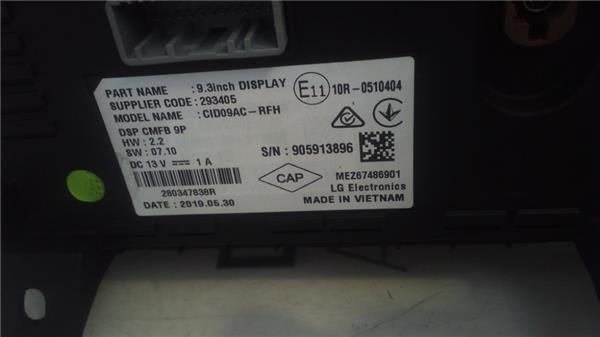 PART NAME : 9.3inch DISPLAY
SUPPLIER CODE : 293405
MODEL NAME : CID09AC-RFH
E11 10R-0510404
DSP CMFB 9P
HW : 2.2
SW : 07.10
DC 13 V 1 A
S/N : 905913896
280347838R
CAP
MEZ67486901
LG Electronics
DATE : 2019.05.30
MADE IN VIETNAM